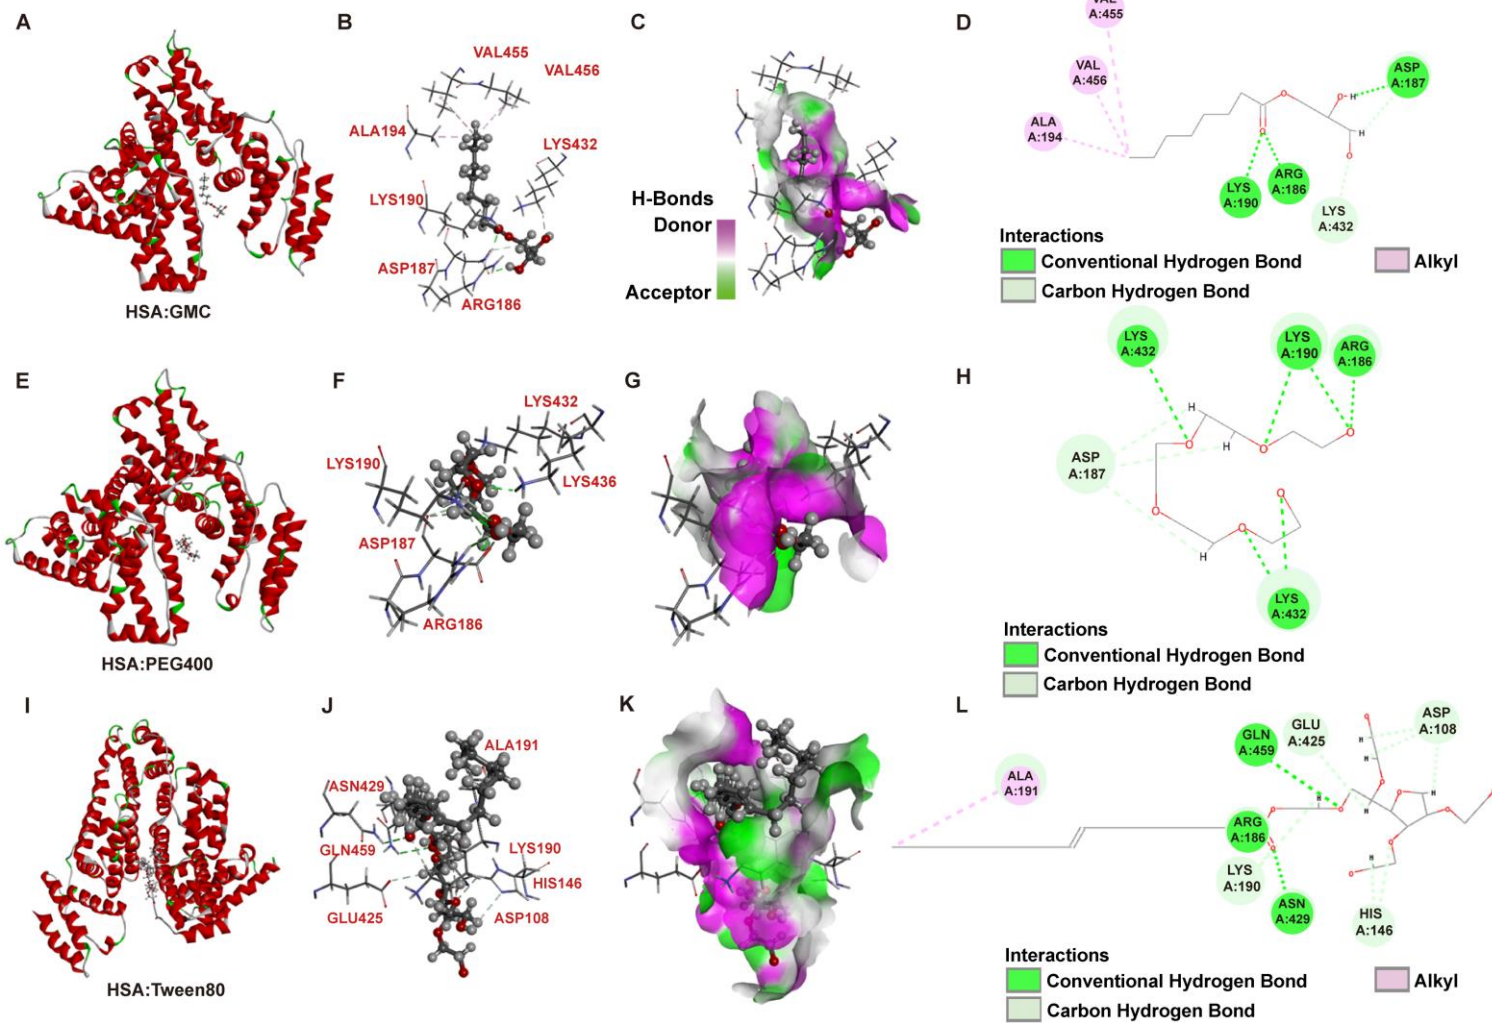 A
B
C
D
VAL455
VAL456
ALA194
LYS432
LYS190
ASP187
ARG186
HSA:GMC
H-Bonds
Donor
Acceptor
VAL
A:455
VAL
A:456
ALA
A:194
ASP
A:187
O
O
O
H
H
O
LYS
A:190
ARG
A:186
LYS
A:432
Interactions
Conventional Hydrogen Bond
Alkyl
Carbon Hydrogen Bond
E
F
G
H
LYS432
LYS190
LYS436
ASP187
ARG186
HSA:PEG400
LYS
A:432
LYS
A:190
ARG
A:186
H
O
H
O
O
ASP
A:187
O
O
O
H
LYS
A:432
Interactions
Conventional Hydrogen Bond
Carbon Hydrogen Bond
I
J
K
L
ALA191
ASN429
GLN459
LYS190
HIS146
GLU425
ASP108
HSA:Tween80
ALA
A:191
GLN
A:459
GLU
A:425
ASP
A:108
ARG
A:186
LYS
A:190
ASN
A:429
HIS
A:146
Interactions
Conventional Hydrogen Bond
Alkyl
Carbon Hydrogen Bond